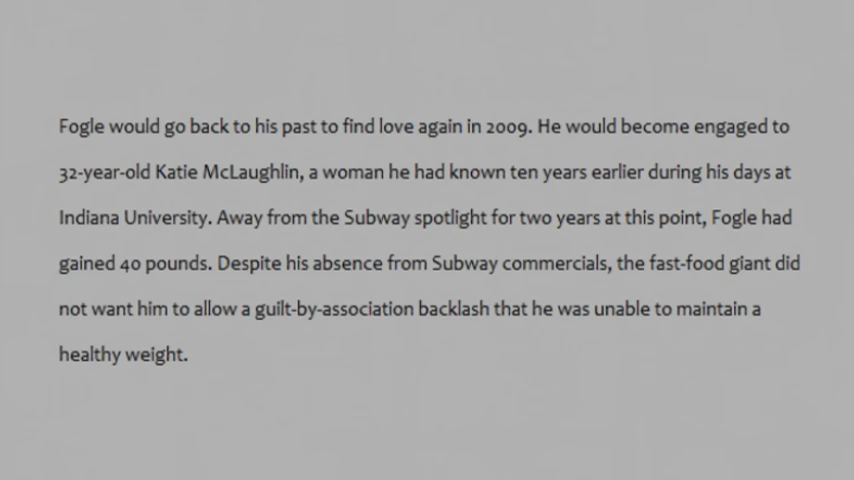 Fogle would go back to his past to find love again in 2009. He would become engaged to
32-year-old Katie McLaughlin, a woman he had known ten years earlier during his days at
Indiana University. Away from the Subway spotlight for two years at this point, Fogle had
gained 40 pounds. Despite his absence from Subway commercials, the fast-food giant did
not want him to allow a guilt-by-association backlash that he was unable to maintain a
healthy weight.